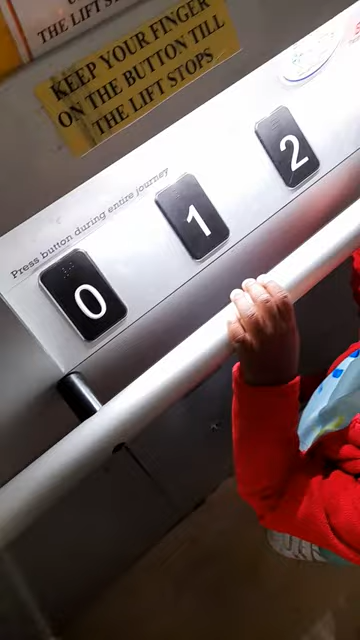 THE LIFT S
KEEP YOUR FINGER
ON THE BUTTON TILL
THE LIFT STOPS
Press button during entire journey
0
1
2